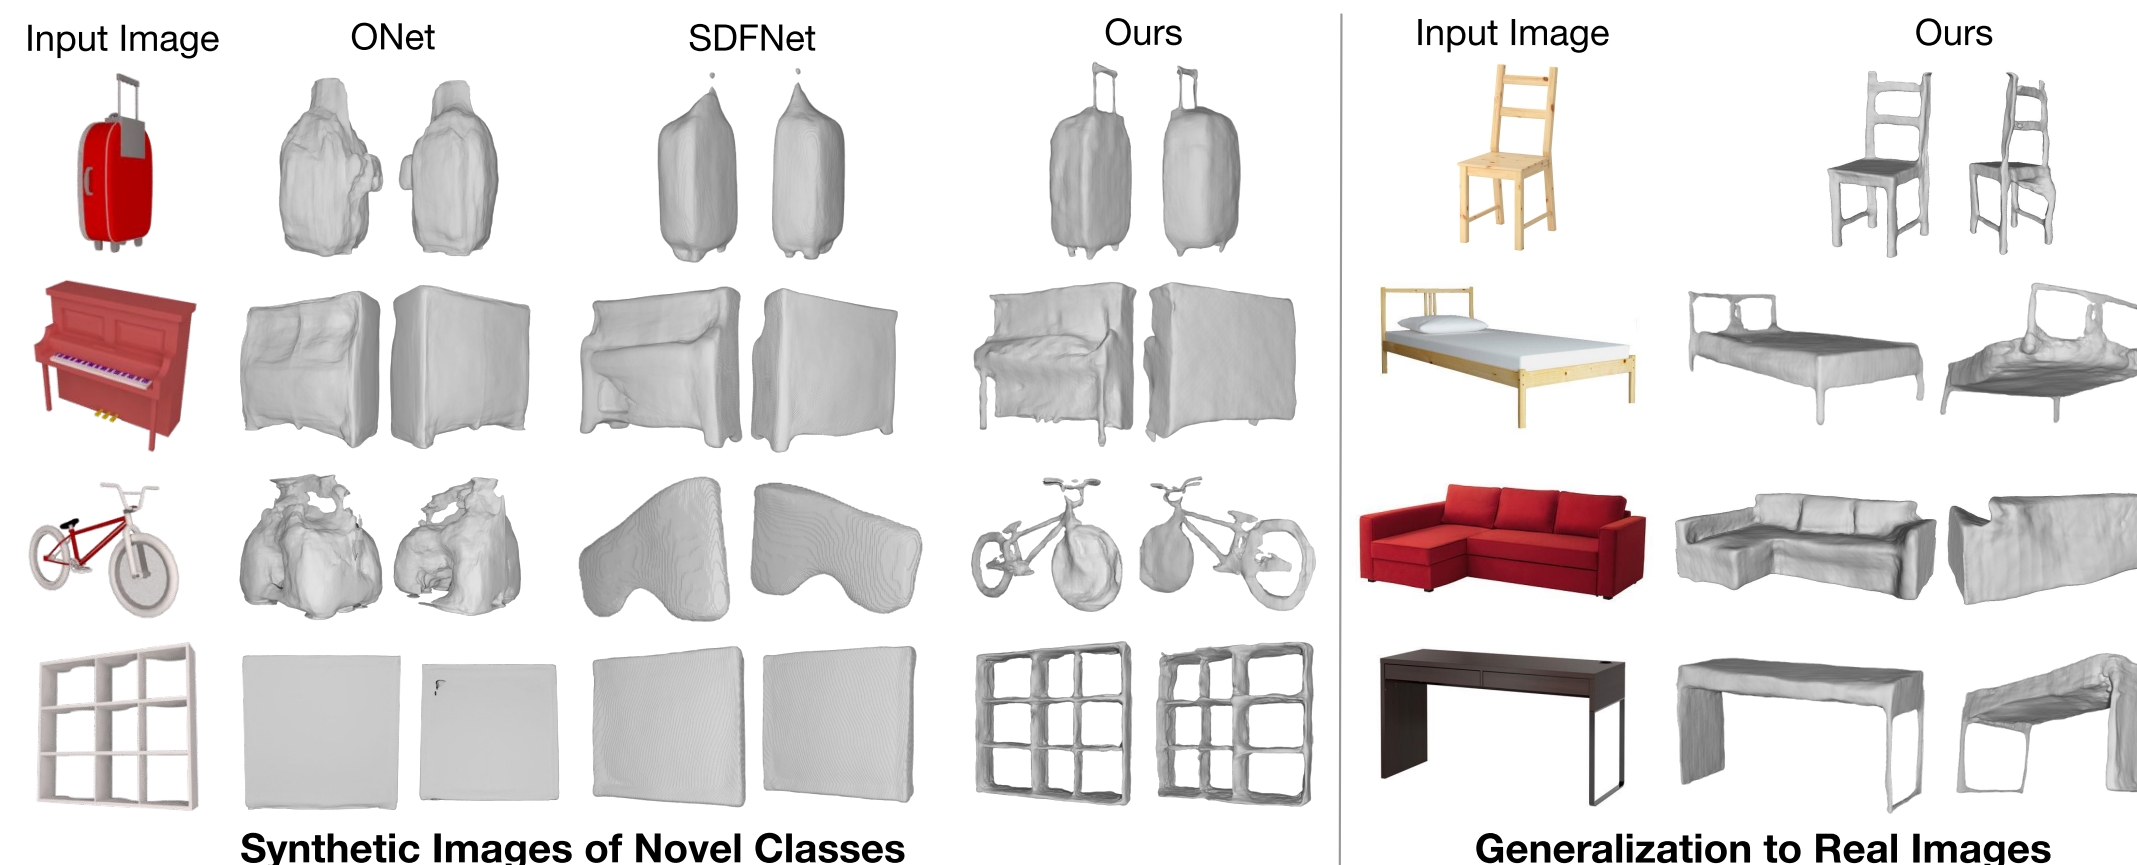 Input Image
ONet
SDFNet
Ours
Input Image
Ours
Synthetic Images of Novel Classes
Generalization to Real Images